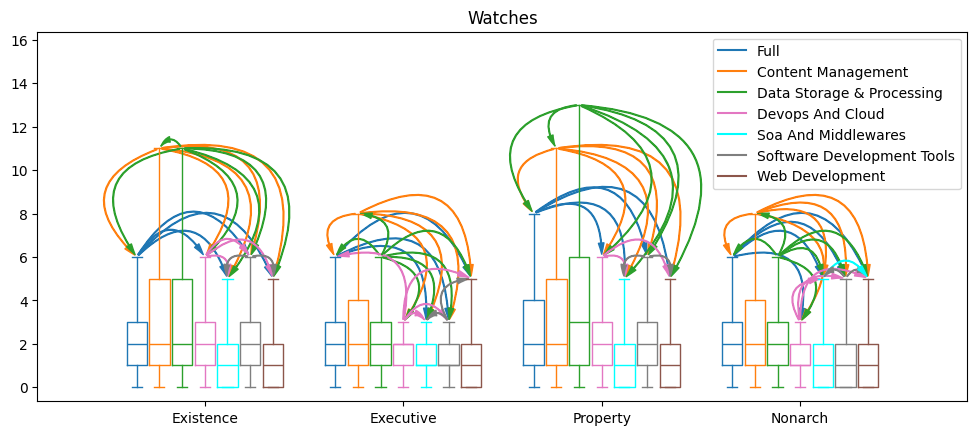 Watches
16
14
12
10
8
6
4
2
0
Full
Content Management
Data Storage & Processing
Devops And Cloud
Soa And Middlewares
Software Development Tools
Web Development
Existence
Executive
Property
Nonarch